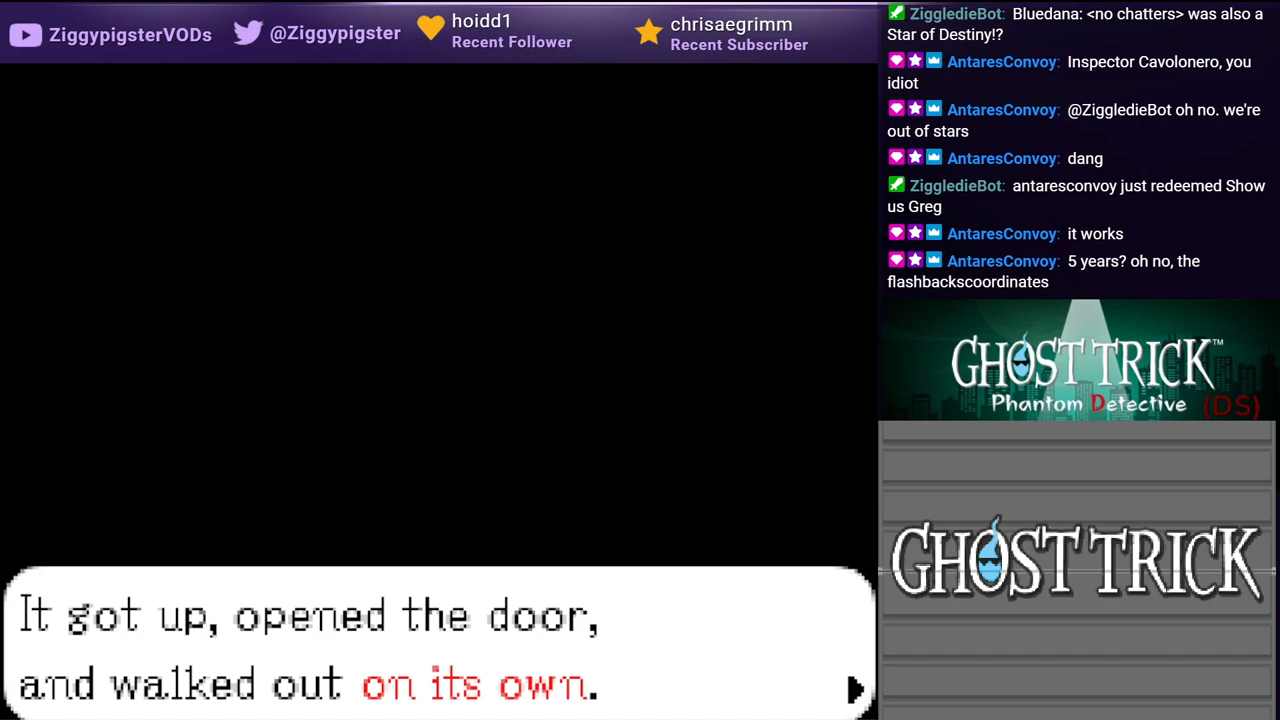 ZiggypigsterVODs
@Ziggypigster
hoidd1
Recent Follower
chrisaegrimm
Recent Subscriber
ZiggledieBot: Bluedana: <no chatters> was also a
Star of Destiny!?
AntaresConvoy: Inspector Cavolonero, you
idiot
AntaresConvoy: @ZiggledieBot oh no. we're
out of stars
AntaresConvoy: dang
ZiggledieBot: antaresconvoy just redeemed Show
us Greg
AntaresConvoy: it works
AntaresConvoy: 5 years? oh no, the
flashbackscoordinates
GHOST TRICK™
Phantom Detective (DS)
GHOST TRICK
It got up, opened the door,
and walked out on its own.